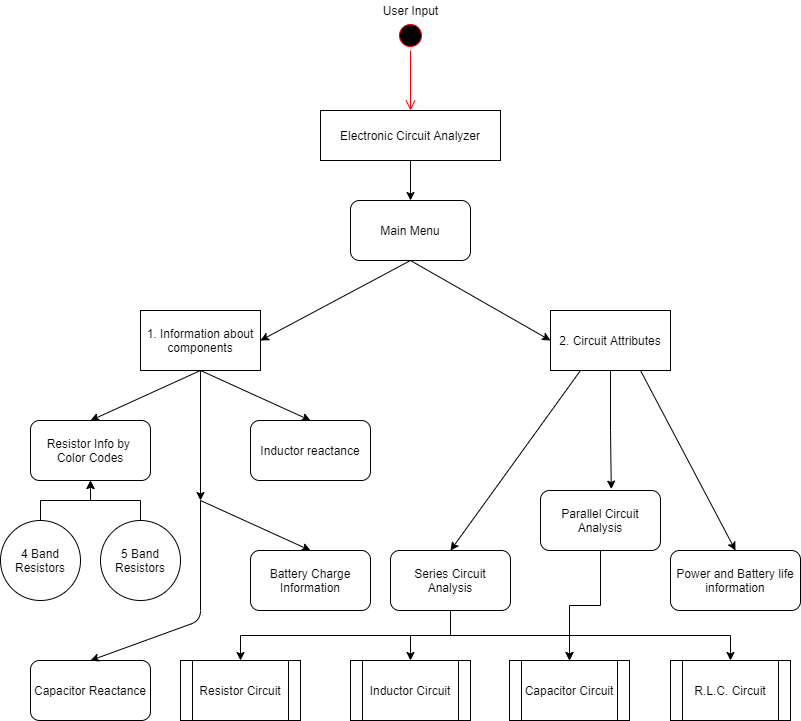 User Input
Electronic Circuit Analyzer
Main Menu
1. Information about
components
2. Circuit Attributes
Resistor Info by
Color Codes
Inductor reactance
4 Band
Resistors
5 Band
Resistors
Parallel Circuit
Analysis
Battery Charge
Information
Series Circuit
Analysis
Power and Battery life
information
Capacitor Reactance
Resistor Circuit
Inductor Circuit
Capacitor Circuit
R.L.C. Circuit